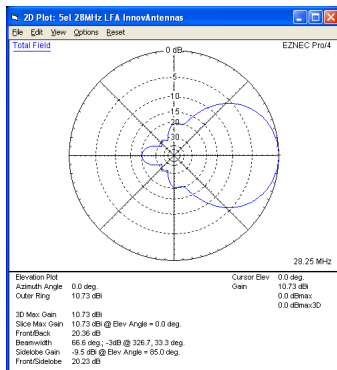 2D Plot: 5el 28MHz LFA InnovAntennas
File Edit View Options Reset
Total Field
EZNEC Pro/4
0 dB
-5
-10
-15
-20
-30
28.25 MHz
Elevation Plot
Azimuth Angle 0.0 deg.
Outer Ring 10.73 dBi
Cursor Elev 0.0 deg.
Gain 10.73 dBi
0.0 dBmax
0.0 dBmax3D
3D Max Gain 10.73 dBi
Slice Max Gain 10.73 dBi @ Elev Angle = 0.0 deg.
Front/Back 20.36 dB
Beamwidth 66.6 deg.; -3dB @ 326.7, 33.3 deg.
Sidelobe Gain -9.5 dBi @ Elev Angle = 85.0 deg.
Front/Sidelobe 20.23 dB